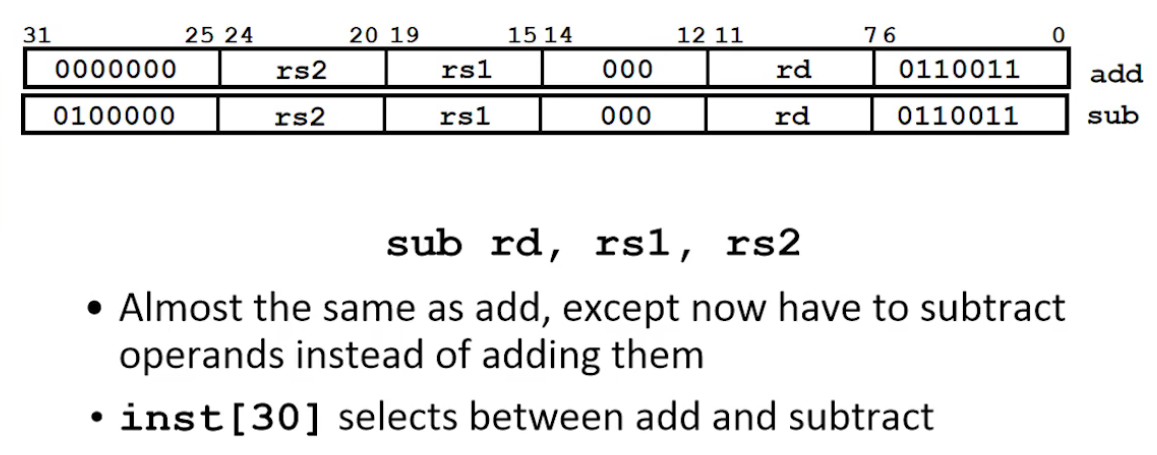 31 25 24 20 19 15 14 12 11 7 6 0
0000000 rs2 rs1 000 rd 0110011 add
0100000 rs2 rs1 000 rd 0110011 sub
sub rd, rs1, rs2
• Almost the same as add, except now have to subtract
operands instead of adding them
• inst[30] selects between add and subtract